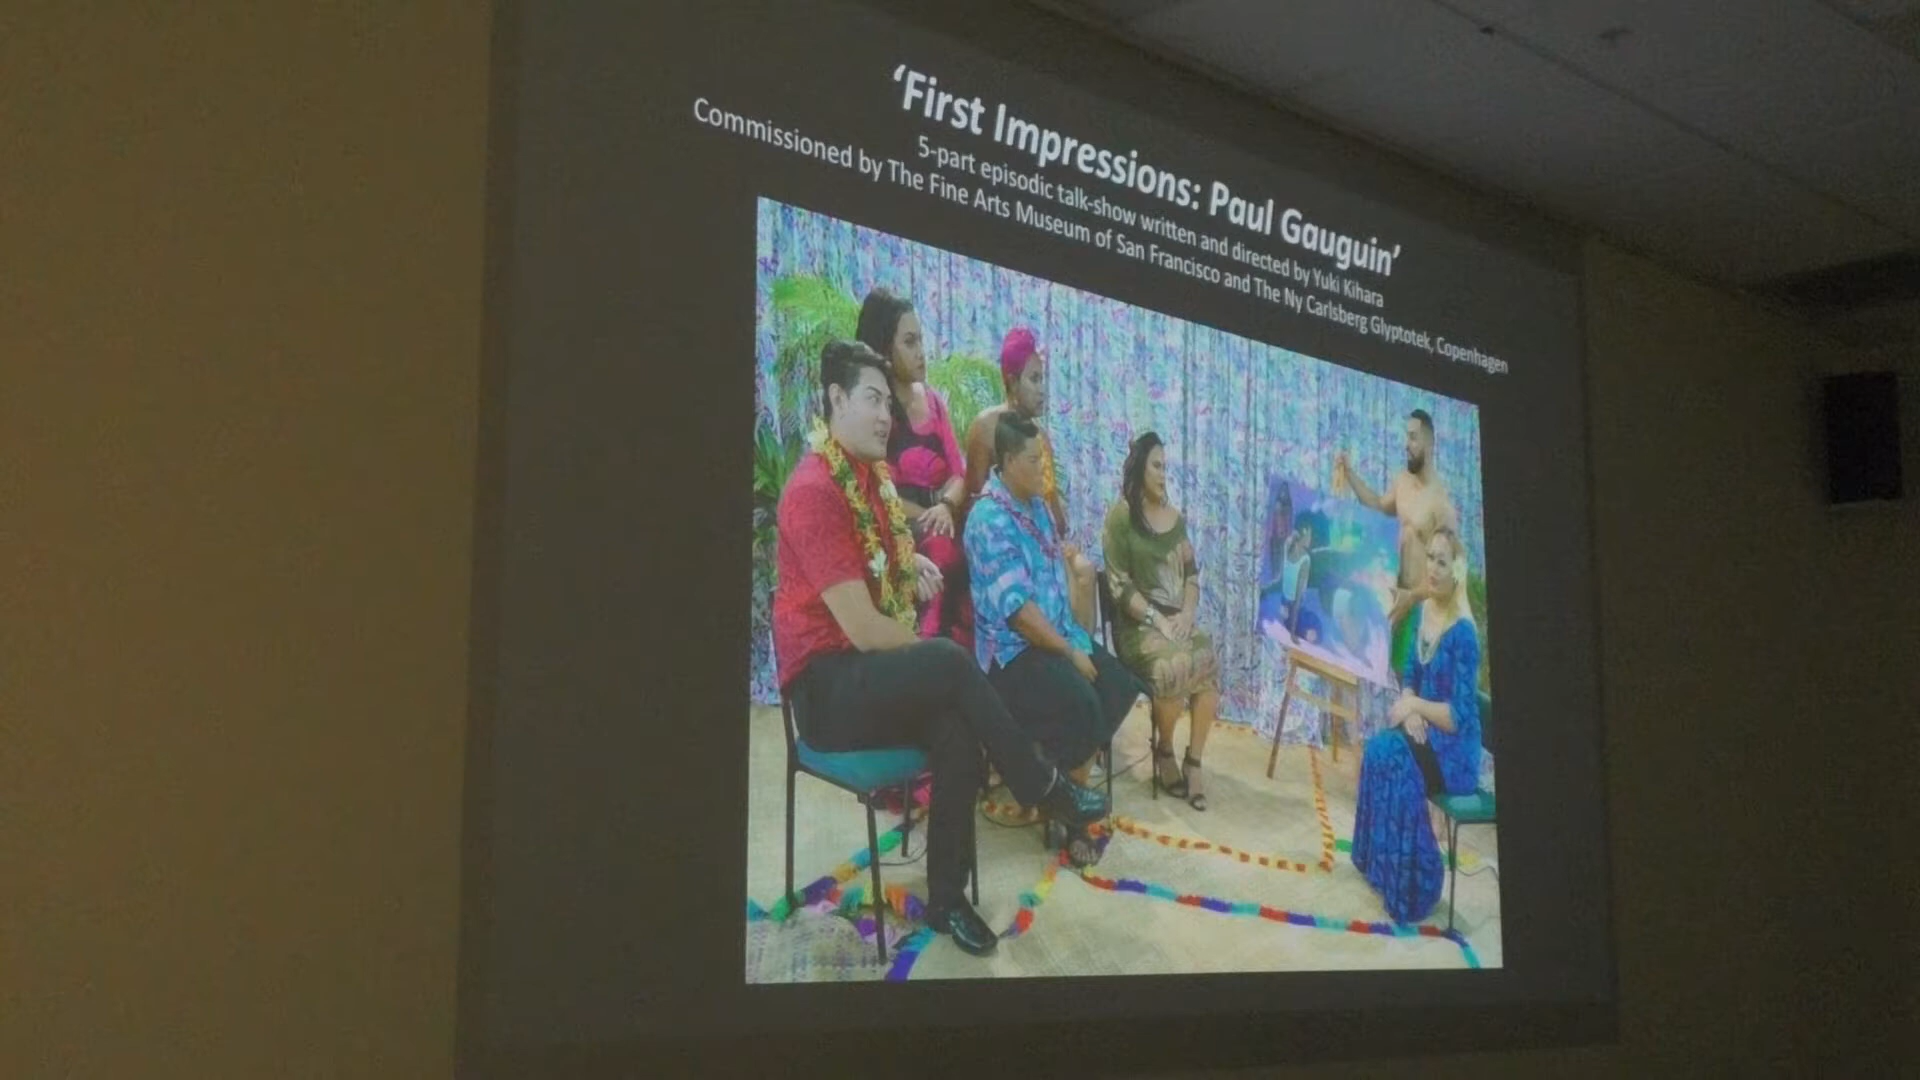 ‘First Impressions: Paul Gauguin’
5-part episodic talk-show written and directed by Yuki Kihara
Commissioned by The Fine Arts Museum of San Francisco and The Ny Carlsberg Glyptotek, Copenhagen